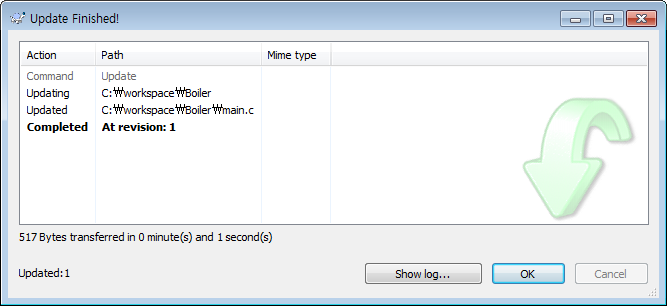 Update Finished!
Action Path Mime type
Command Update
Updating C:₩workspace₩Boiler
Updated C:₩workspace₩Boiler₩main.c
Completed At revision: 1
517 Bytes transferred in 0 minute(s) and 1 second(s)
Updated:1
Show log... OK Cancel